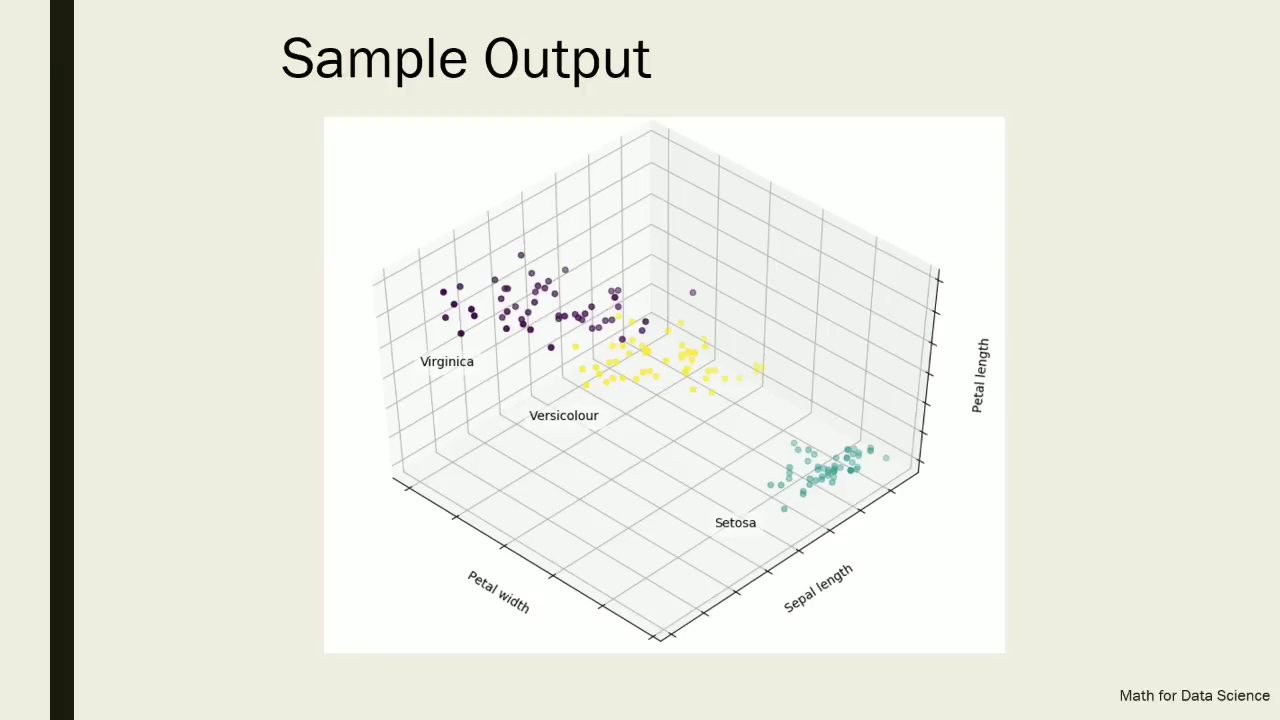 Sample Output
Virginica
Versicolour
Setosa
Petal width
Sepal length
Petal length
Math for Data Science